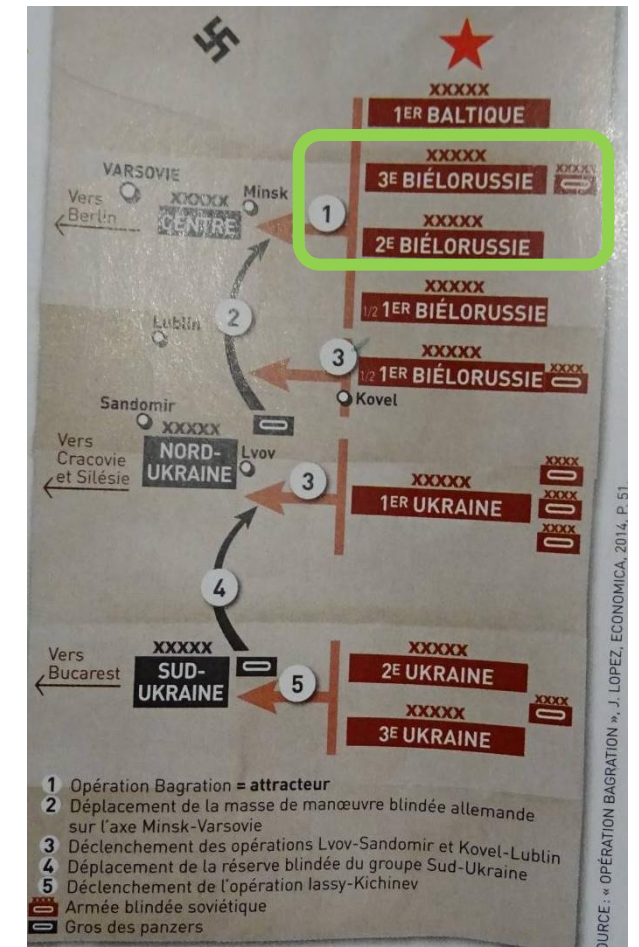 XXXXX
1ER BALTIQUE
XXXXX
3E BIÉLORUSSIE
XXXXX
VARSOVIE
Vers
Berlin
XXXXX
CENTRE
Minsk
1
XXXXX
2E BIÉLORUSSIE
XXXXX
1/2 1ER BIÉLORUSSIE
Lublin
2
3
XXXXX
1/2 1ER BIÉLORUSSIE
XXXX
Kovel
Sandomir
XXXXX
Vers
Cracovie
et Silésie
NORD-
UKRAINE
Lvov
3
XXXXX
1ER UKRAINE
XXXX
XXXX
XXXX
4
Vers
Bucarest
XXXXX
SUD-
UKRAINE
5
XXXXX
2E UKRAINE
XXXX
XXXXX
3E UKRAINE
1 Opération Bagration = attracteur
2 Déplacement de la masse de manœuvre blindée allemande
sur l'axe Minsk-Varsovie
3 Déclenchement des opérations Lvov-Sandomir et Kovel-Lublin
4 Déplacement de la réserve blindée du groupe Sud-Ukraine
5 Déclenchement de l'opération Iassy-Kichinev
Armée blindée soviétique
Gros des panzers
SOURCE : « OPÉRATION BAGRATION », J. LOPEZ, ECONOMICA, 2014, P. 51.